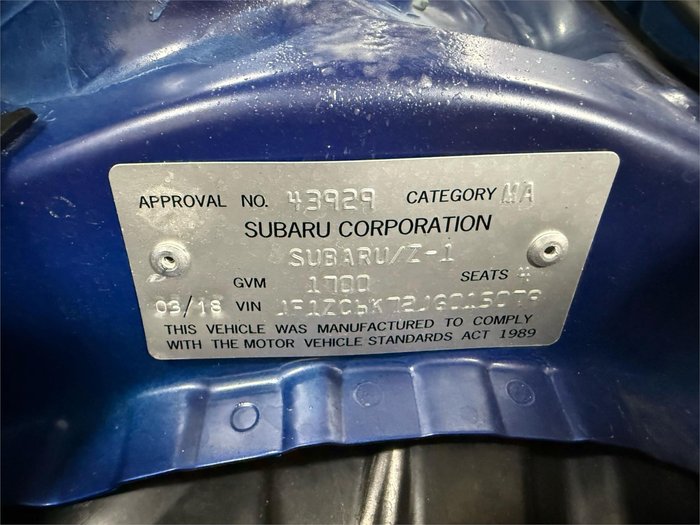 APPROVAL NO. 43929 CATEGORY MA
SUBARU CORPORATION
SUBARU/Z-1
GVM 1700 SEATS 4
03/18 VIN
THIS VEHICLE WAS MANUFACTURED TO COMPLY
WITH THE MOTOR VEHICLE STANDARDS ACT 1989